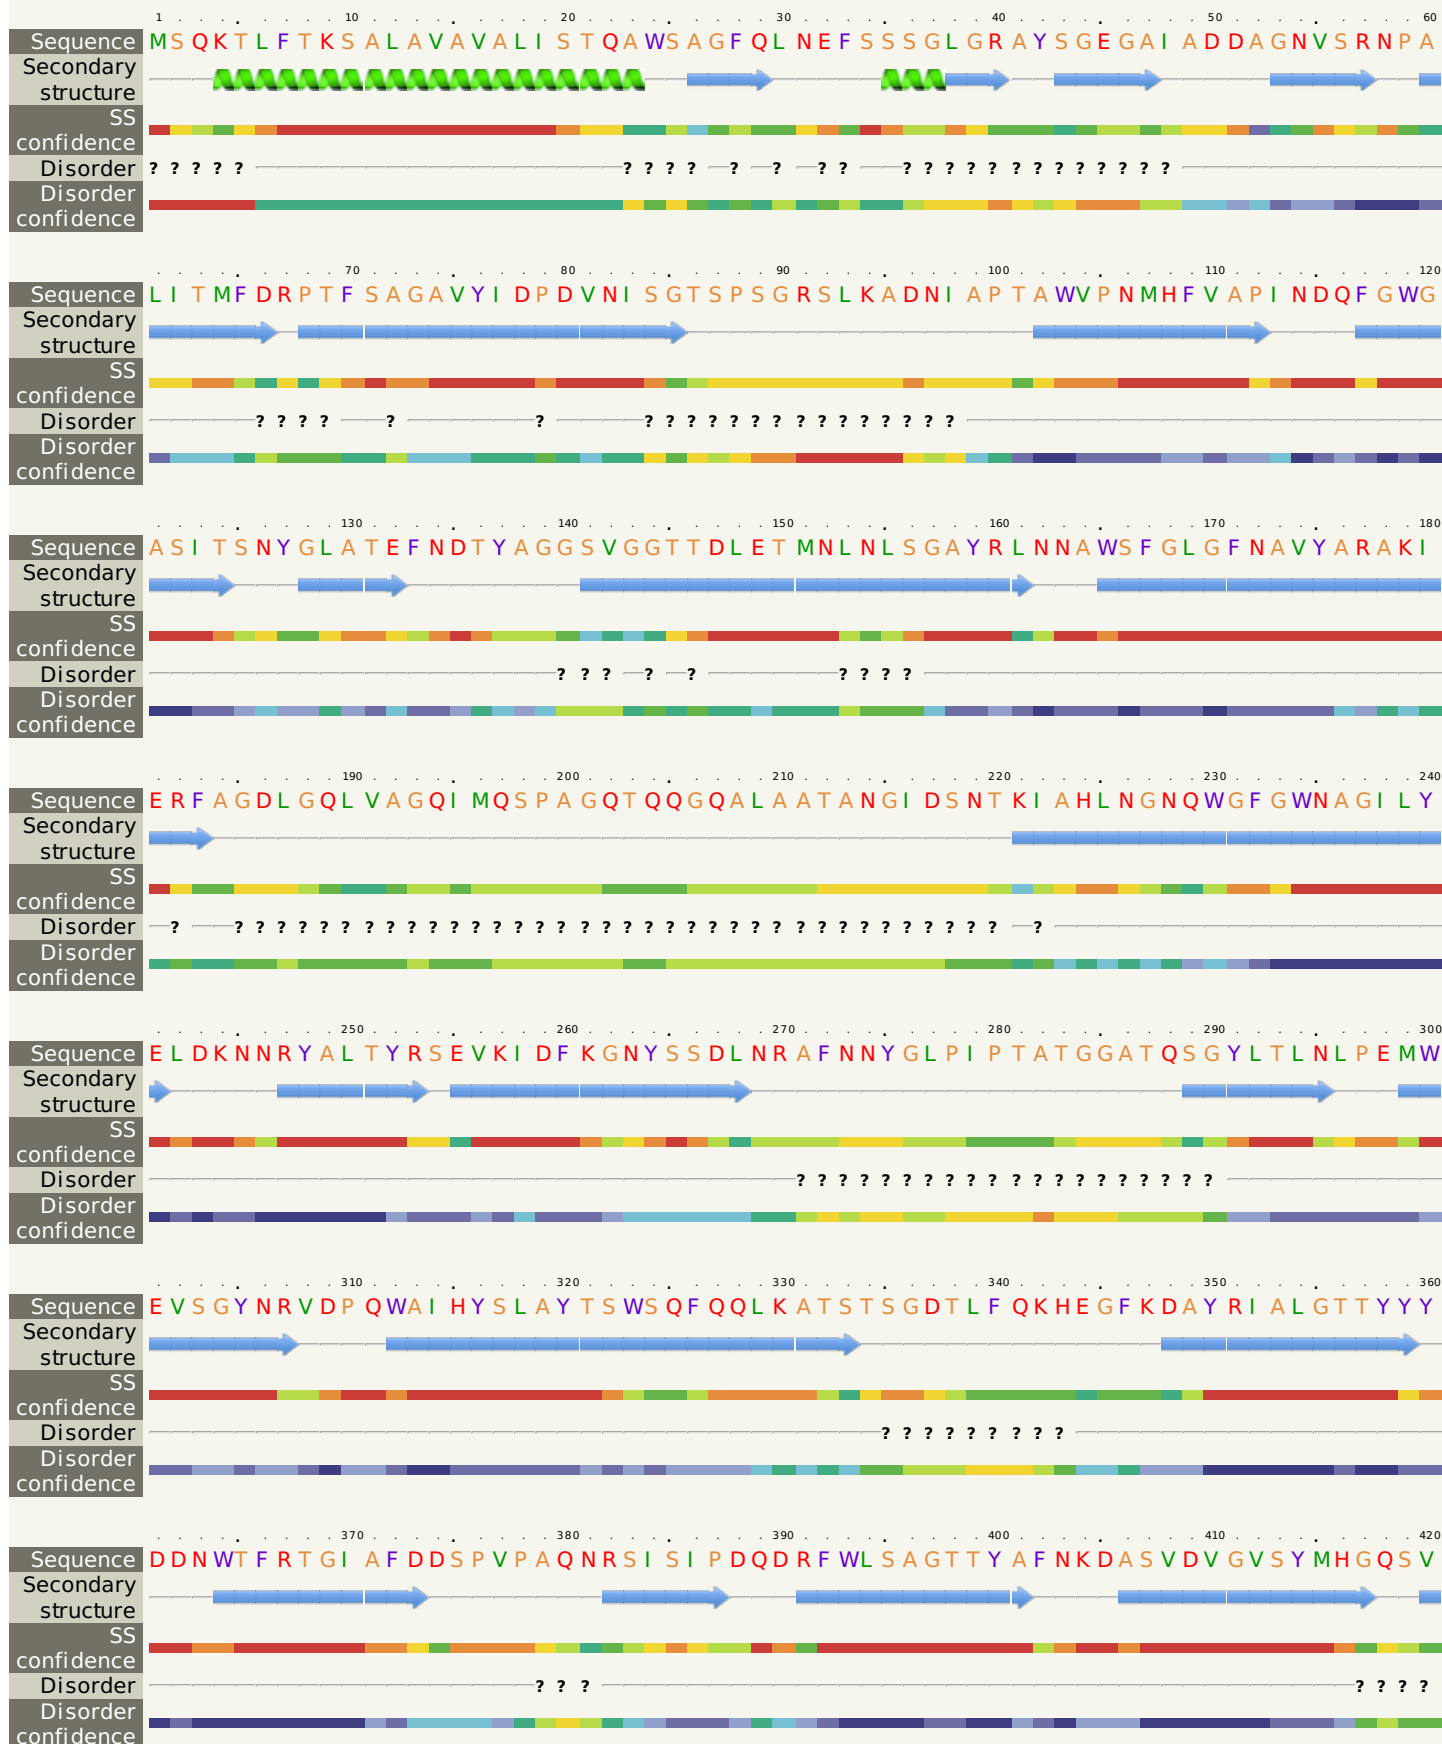 1 10 20 30 40 50 60
Sequence MSQKTLFTKSALAVAVALISTQAWSAGFQLNEFSSSGLGRAYSGEGAIADDAGNVSRNPA
Secondary
structure
SS
confidence
Disorder ? ? ? ? ? ? ? ? ? ? ? ? ? ? ? ? ? ? ? ? ? ? ? ? ? ?
Disorder
confidence
70 80 90 100 110 120
Sequence LITMFDRPTFSAGAVYIDPDVNISGTSPSGRSLKADNIAPTAWVPNMHFVAPINDQFGWG
Secondary
structure
SS
confidence
Disorder ? ? ? ? ? ? ? ? ? ? ? ? ? ? ? ? ? ? ? ? ?
Disorder
confidence
130 140 150 160 170 180
Sequence ASITSNYGLATEFNDTYAGGSVGGTTDLETMNLNLSGAYRLNNAWSFGLGFNAVYARAKI
Secondary
structure
SS
confidence
Disorder ? ? ? ? ? ? ? ? ?
Disorder
confidence
190 200 210 220 230 240
Sequence ERFAGDLGQLVAGQIMQSPAGQTQQGQALAATANGIDSNTKIAHLNGNQWGFGWNAGILY
Secondary
structure
SS
confidence
Disorder ? ? ? ? ? ? ? ? ? ? ? ? ? ? ? ? ? ? ? ? ? ? ? ? ? ? ? ? ? ? ? ? ? ? ? ? ? ?
Disorder
confidence
250 260 270 280 290 300
Sequence ELDKNNRYALTYRSEVKIDFKGNYSSDLNRAFNNYGLPIPTATGGATQSGYLTLNLPEMW
Secondary
structure
SS
confidence
Disorder ? ? ? ? ? ? ? ? ? ? ? ? ? ? ? ? ? ? ? ?
Disorder
confidence
310 320 330 340 350 360
Sequence EVSGYNRVDPQWAIHYSLAYTSWSQFQQLKATSTSGDTLFQKHEGFKDAYRIALGTTYYY
Secondary
structure
SS
confidence
Disorder ? ? ? ? ? ? ? ? ?
Disorder
confidence
370 380 390 400 410 420
Sequence DDNWTFRTGIAFDDSPVPAQNRSISIPDQDRFWLSAGTTYAFNKDASVDVGVSYMHGQSV
Secondary
structure
SS
confidence
Disorder ? ? ? ? ? ? ?
Disorder
confidence